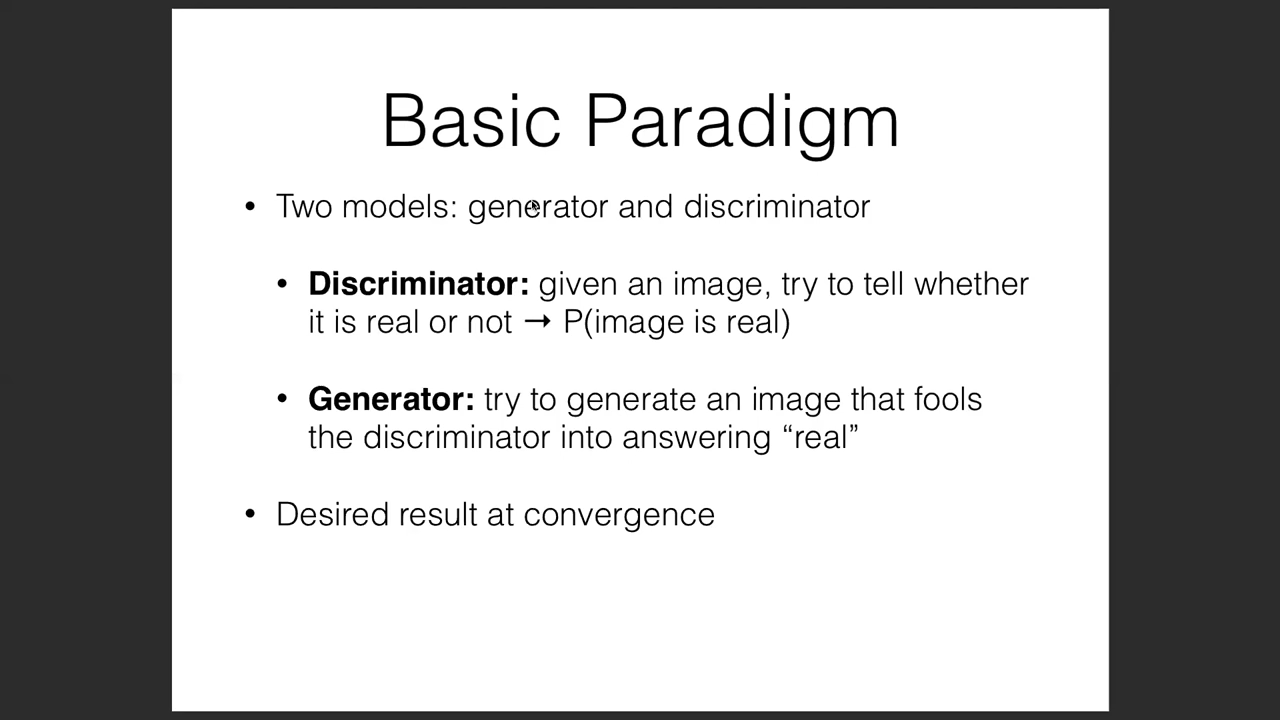 Basic Paradigm
• Two models: generator and discriminator
• Discriminator: given an image, try to tell whether
it is real or not → P(image is real)
• Generator: try to generate an image that fools
the discriminator into answering “real”
• Desired result at convergence